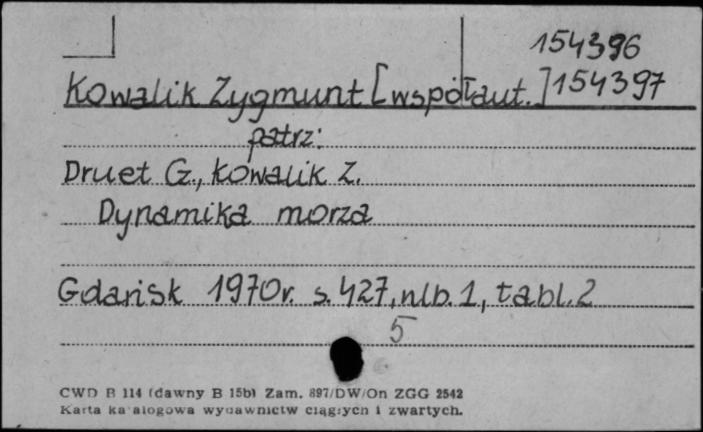 154396
Kowalik Zygmunt [współaut.] 154397
patrz:
Druet Cz., Kowalik Z.
Dynamika morza
Gdańsk 1970r. s. 427, nlb. 1, tabl. 2
5
CWD B 114 (dawny B 15b) Zam. 897/DW/On ZGG 2542
Karta katalogowa wydawnictw ciągłych i zwartych.